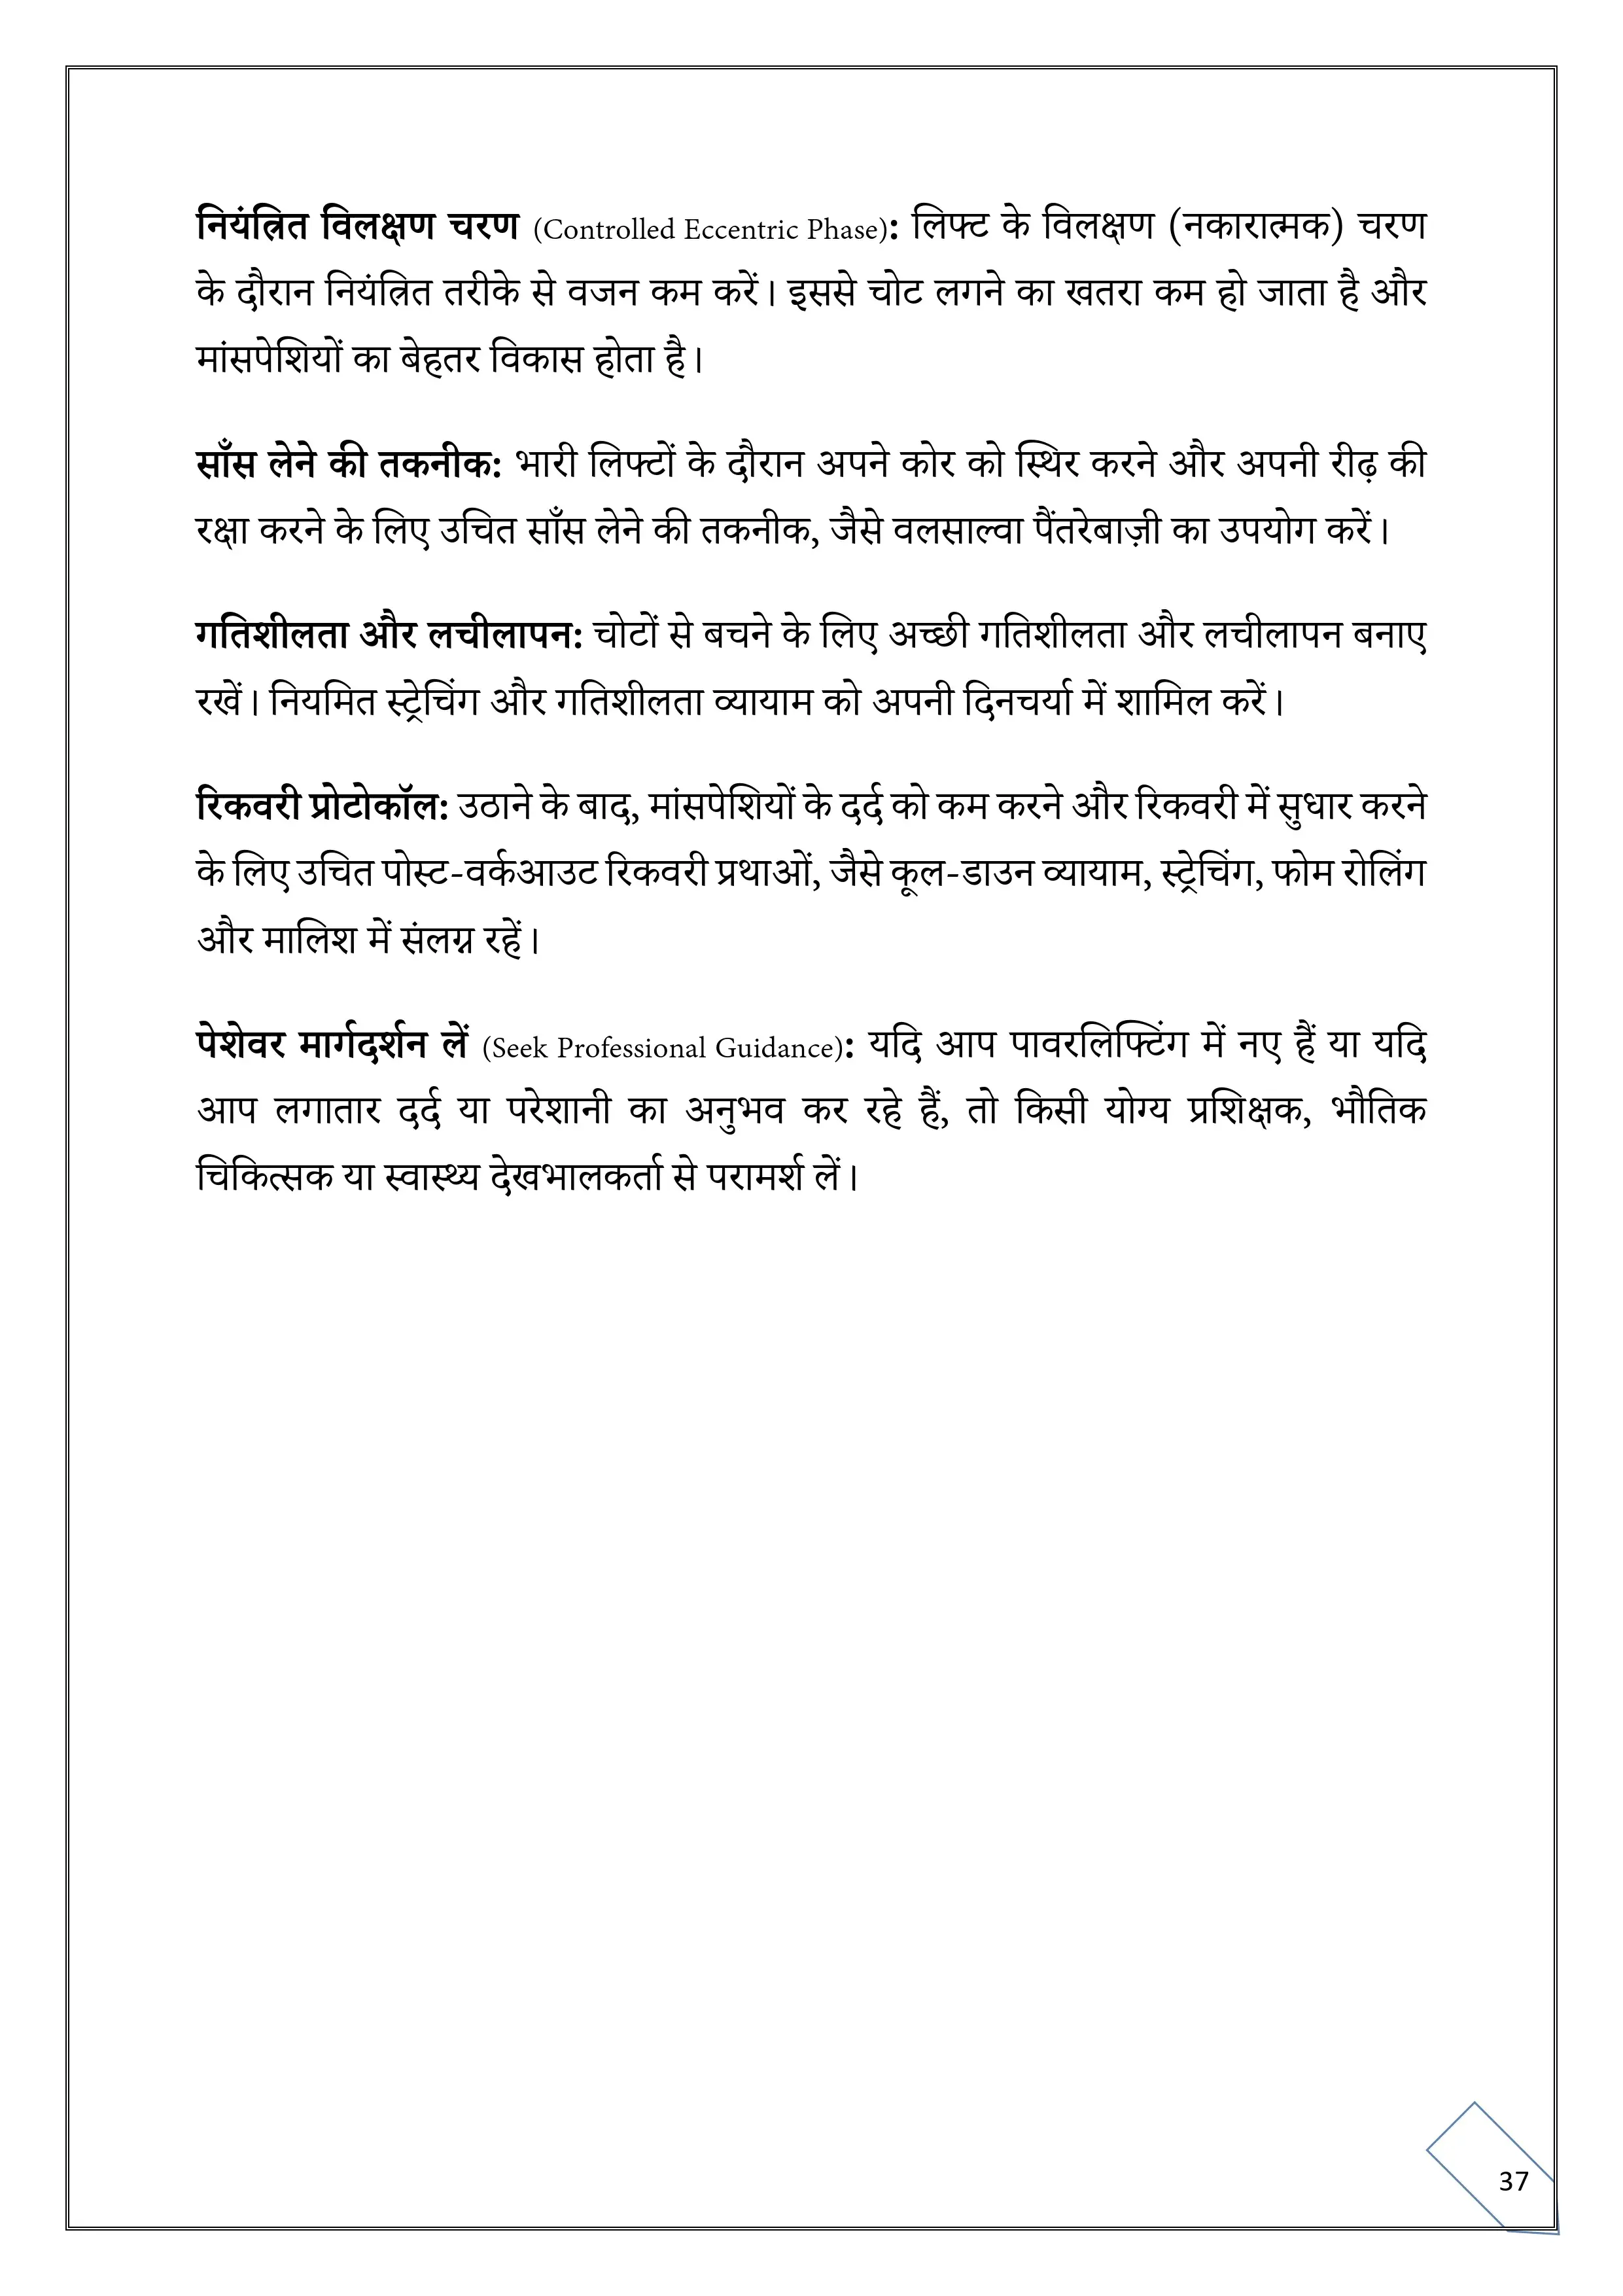 नियंत्रित विलक्षण चरण (Controlled Eccentric Phase): लिफ्ट के विलक्षण (नकारात्मक) चरण
के दौरान नियंत्रित तरीके से वजन कम करें। इससे चोट लगने का खतरा कम हो जाता है और
मांसपेशियों का बेहतर विकास होता है।
साँस लेने की तकनीक: भारी लिफ्टों के दौरान अपने कोर को स्थिर करने और अपनी रीढ़ की
रक्षा करने के लिए उचित साँस लेने की तकनीक, जैसे वलसाल्वा पैंतरेबाज़ी का उपयोग करें।
गतिशीलता और लचीलापन: चोटों से बचने के लिए अच्छी गतिशीलता और लचीलापन बनाए
रखें। नियमित स्ट्रेचिंग और गतिशीलता व्यायाम को अपनी दिनचर्या में शामिल करें।
रिकवरी प्रोटोकॉल: उठाने के बाद, मांसपेशियों के दर्द को कम करने और रिकवरी में सुधार करने
के लिए उचित पोस्ट-वर्कआउट रिकवरी प्रथाओं, जैसे कूल-डाउन व्यायाम, स्ट्रेचिंग, फोम रोलिंग
और मालिश में संलग्न रहें।
पेशेवर मार्गदर्शन लें (Seek Professional Guidance): यदि आप पावरलिफ्टिंग में नए हैं या यदि
आप लगातार दर्द या परेशानी का अनुभव कर रहे हैं, तो किसी योग्य प्रशिक्षक, भौतिक
चिकित्सक या स्वास्थ्य देखभालकर्ता से परामर्श लें।
37